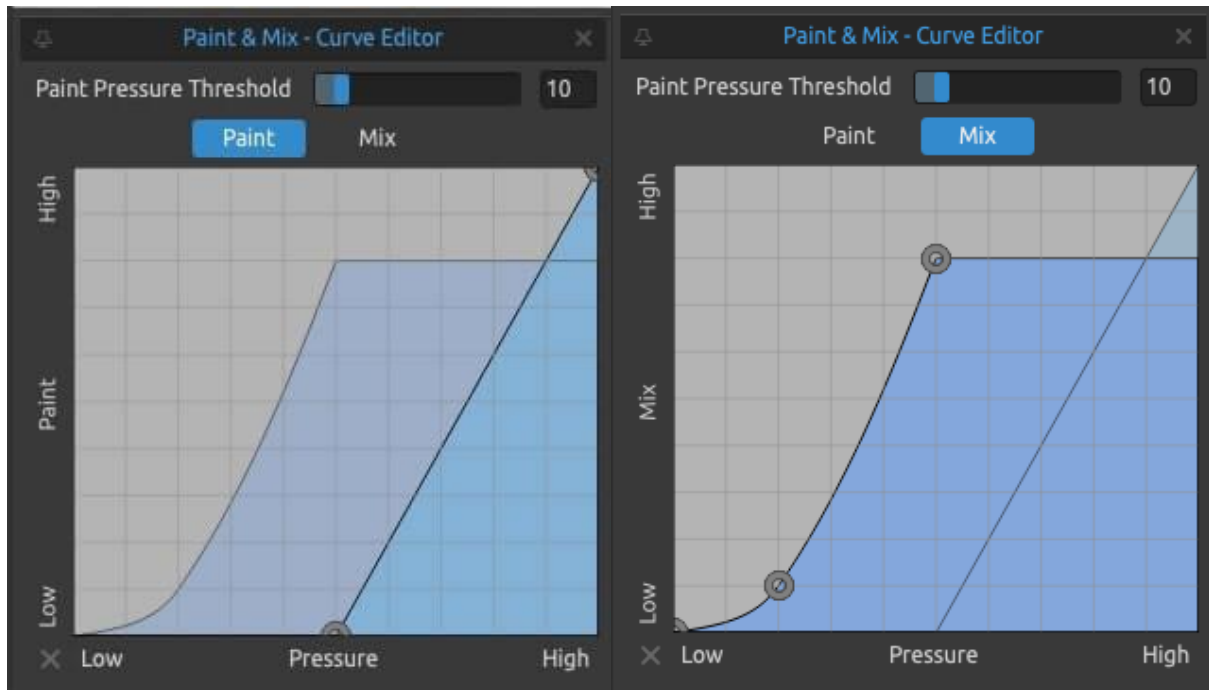 Paint & Mix - Curve Editor
Paint Pressure Threshold 10
Paint Mix
High
Paint
Low
Low Pressure High
Paint & Mix - Curve Editor
Paint Pressure Threshold 10
Paint Mix
High
Mix
Low
Low Pressure High